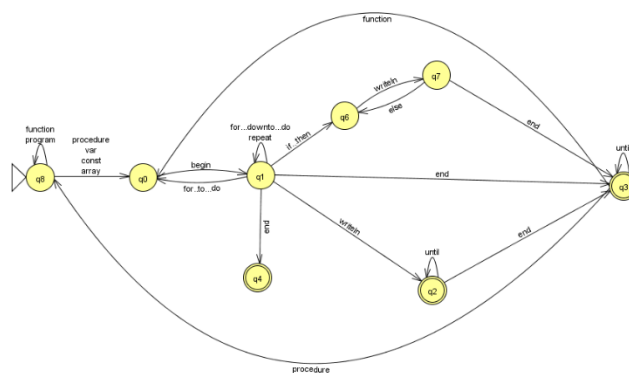 function
q7
writeln
else
q6
for...downto...do
repeat
if..then
function
program
procedure
var
const
array
end
until
begin
q8
q0
q1
end
q3
for..to...do
end
writeln
until
end
q4
q2
procedure